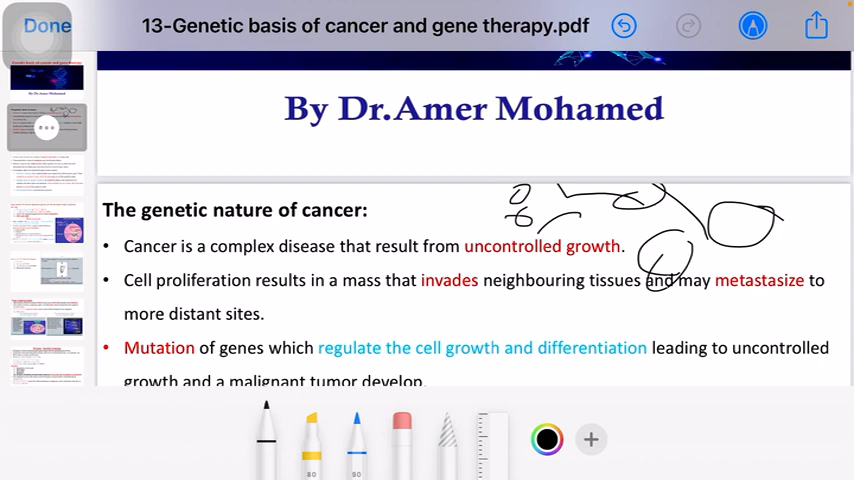 Done
13-Genetic basis of cancer and gene therapy.pdf
By Dr.Amer Mohamed
The genetic nature of cancer:
• Cancer is a complex disease that result from uncontrolled growth.
• Cell proliferation results in a mass that invades neighbouring tissues and may metastasize to
more distant sites.
• Mutation of genes which regulate the cell growth and differentiation leading to uncontrolled
growth and a malignant tumor develop.
80
50